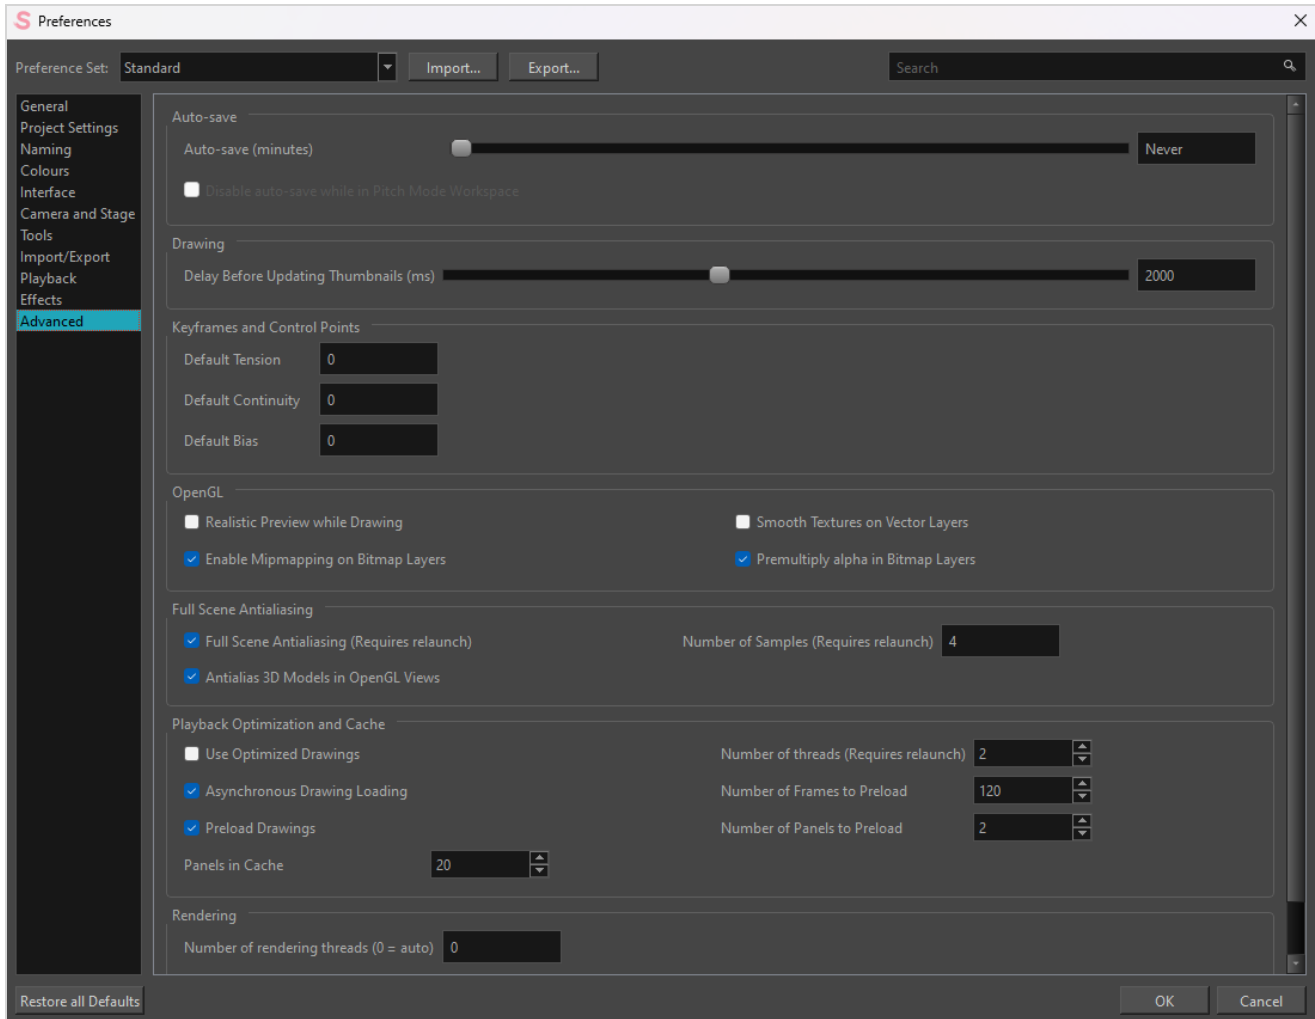 S Preferences
Preference Set: Standard Import... Export... Search
General
Project Settings
Naming
Colours
Interface
Camera and Stage
Tools
Import/Export
Playback
Effects
Advanced
Auto-save
Auto-save (minutes) Never
Disable auto-save while in Pitch Mode Workspace
Drawing
Delay Before Updating Thumbnails (ms) 2000
Keyframes and Control Points
Default Tension 0
Default Continuity 0
Default Bias 0
OpenGL
Realistic Preview while Drawing Smooth Textures on Vector Layers
Enable Mipmapping on Bitmap Layers Premultiply alpha in Bitmap Layers
Full Scene Antialiasing
Full Scene Antialiasing (Requires relaunch) Number of Samples (Requires relaunch) 4
Antialias 3D Models in OpenGL Views
Playback Optimization and Cache
Use Optimized Drawings Number of threads (Requires relaunch) 2
Asynchronous Drawing Loading Number of Frames to Preload 120
Preload Drawings Number of Panels to Preload 2
Panels in Cache 20
Rendering
Number of rendering threads (0 = auto) 0
Restore all Defaults OK Cancel